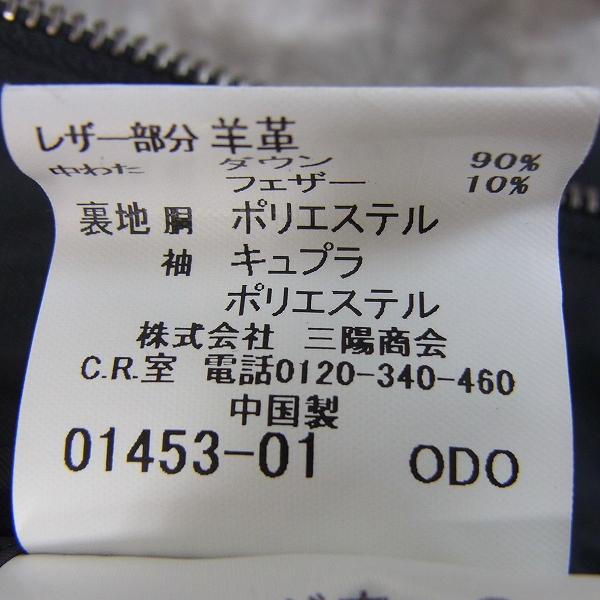 レザー部分 羊革
中わた ダウン 90%
フェザー 10%
裏地 胴 ポリエステル
袖 キュプラ
ポリエステル
株式会社 三陽商会
C.R.室 電話0120-340-460
中国製
01453-01 ODO